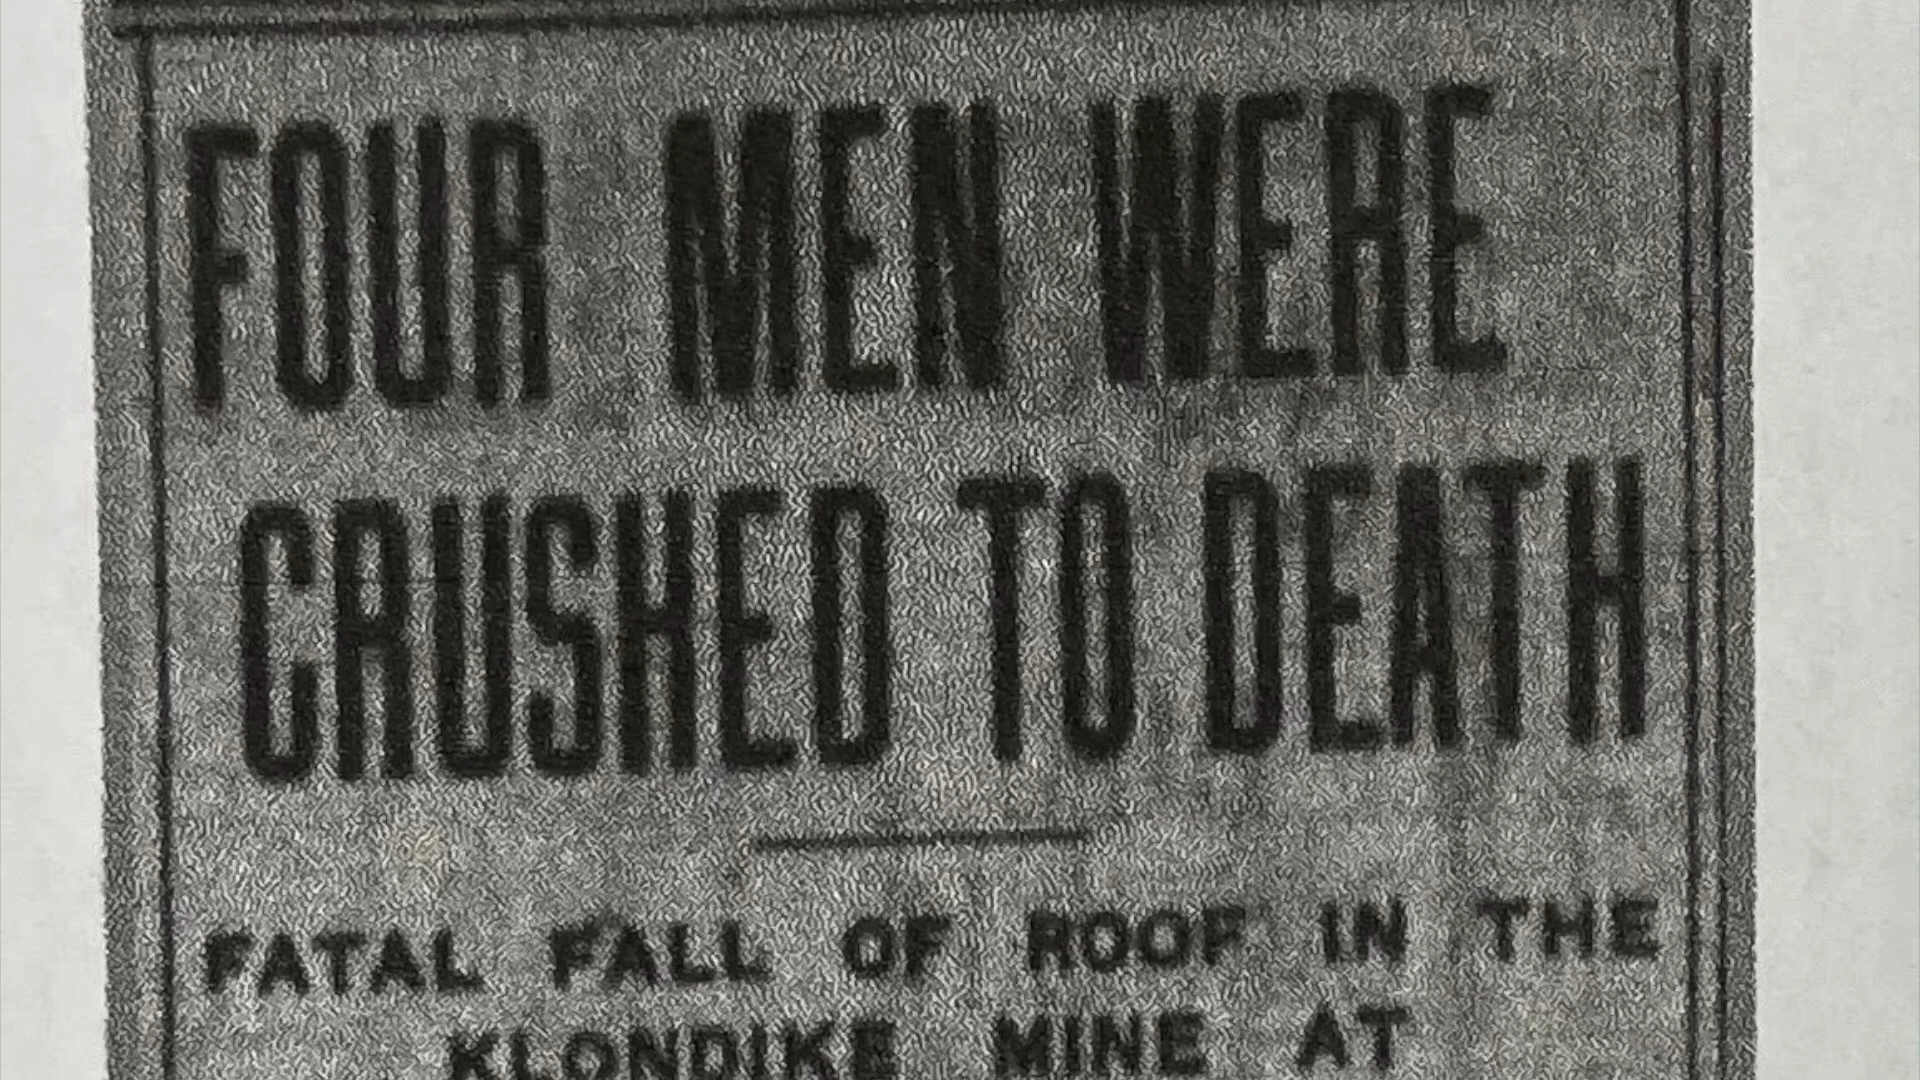 FOUR MEN WERE
CRUSHED TO DEATH
FATAL FALL OF ROOF IN THE
KLONDIKE MINE AT